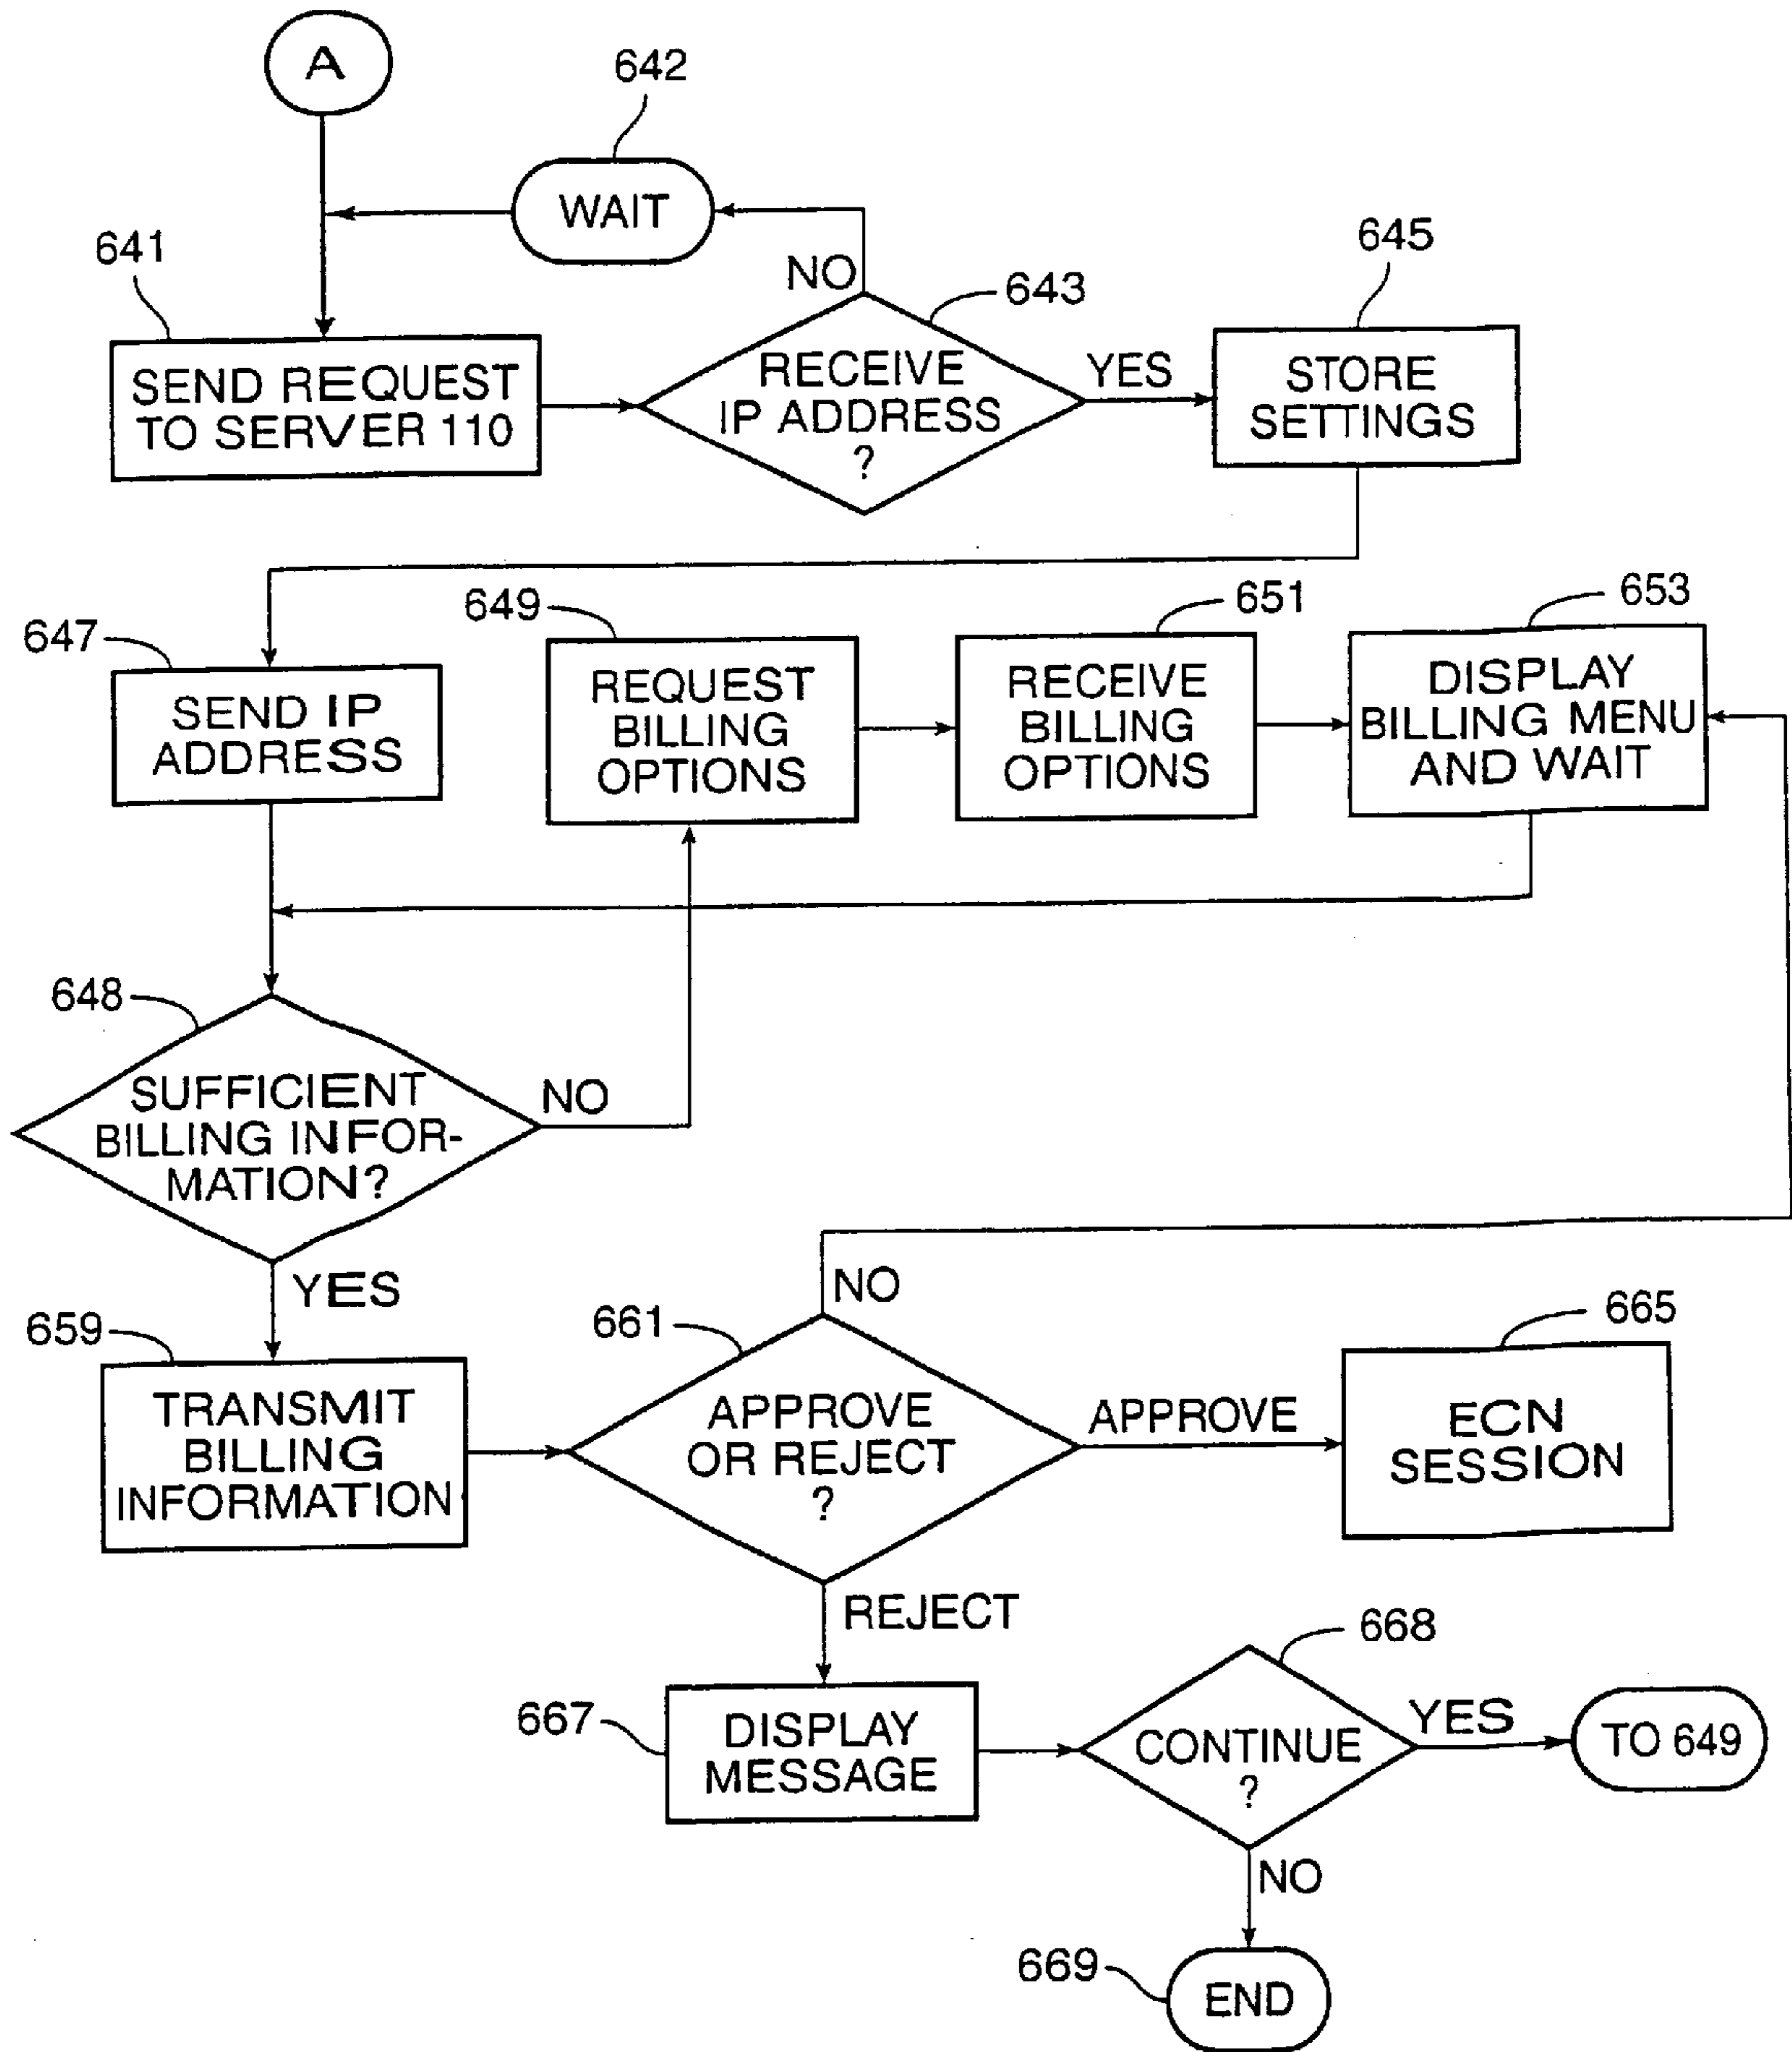 A
642
WAIT
641
NO
643
645
SEND REQUEST
TO SERVER 110
RECEIVE
IP ADDRESS
?
YES
STORE
SETTINGS
647
649
651
653
SEND IP
ADDRESS
REQUEST
BILLING
OPTIONS
RECEIVE
BILLING
OPTIONS
DISPLAY
BILLING MENU
AND WAIT
648
SUFFICIENT
BILLING INFOR-
MATION?
NO
YES
659
TRANSMIT
BILLING
INFORMATION
661
NO
APPROVE
OR REJECT
?
APPROVE
665
ECN
SESSION
REJECT
667
DISPLAY
MESSAGE
668
CONTINUE
?
YES
TO 649
NO
669
END